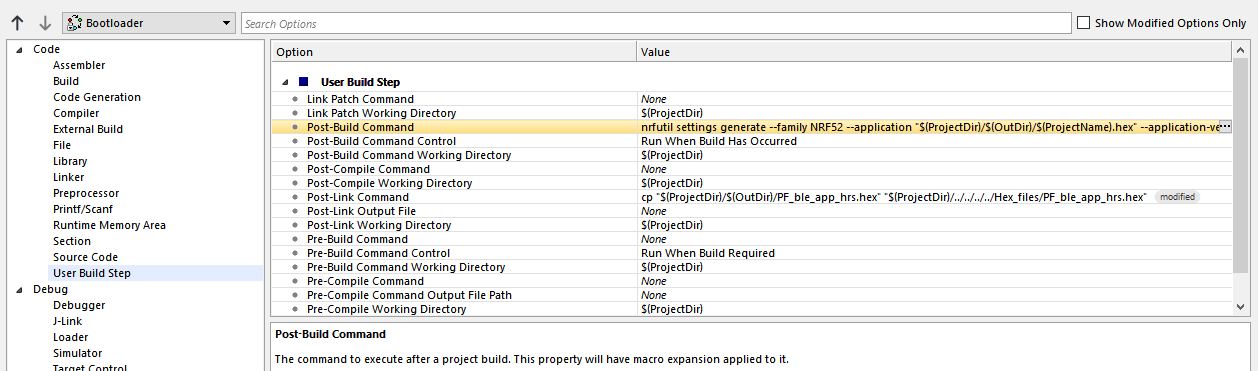 Bootloader
Search Options
Show Modified Options Only
Code
Assembler
Build
Code Generation
Compiler
External Build
File
Library
Linker
Preprocessor
Printf/Scanf
Runtime Memory Area
Section
Source Code
User Build Step
Debug
Debugger
J-Link
Loader
Simulator
Target Control
Option Value
User Build Step
Link Patch Command None
Link Patch Working Directory $(ProjectDir)
Post-Build Command nrfutil settings generate --family NRF52 --application "$(ProjectDir)/$(OutDir)/$(ProjectName).hex" --application-ve ...
Post-Build Command Control Run When Build Has Occurred
Post-Build Command Working Directory $(ProjectDir)
Post-Compile Command None
Post-Compile Working Directory $(ProjectDir)
Post-Link Command cp "$(ProjectDir)/$(OutDir)/PF_ble_app_hrs.hex" "$(ProjectDir)/../../../../Hex_files/PF_ble_app_hrs.hex" modified
Post-Link Output File None
Post-Link Working Directory $(ProjectDir)
Pre-Build Command None
Pre-Build Command Control Run When Build Required
Pre-Build Command Working Directory $(ProjectDir)
Pre-Compile Command None
Pre-Compile Command Output File Path None
Pre-Compile Working Directory $(ProjectDir)
Post-Build Command
The command to execute after a project build. This property will have macro expansion applied to it.